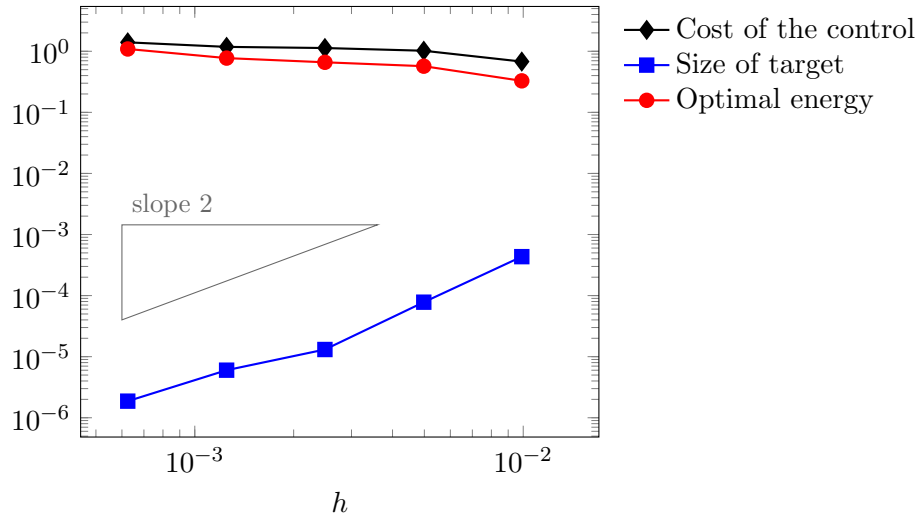 10^0
10^{-1}
10^{-2}
10^{-3}
10^{-4}
10^{-5}
10^{-6}
slope 2
10^{-3}
10^{-2}
h
Cost of the control
Size of target
Optimal energy